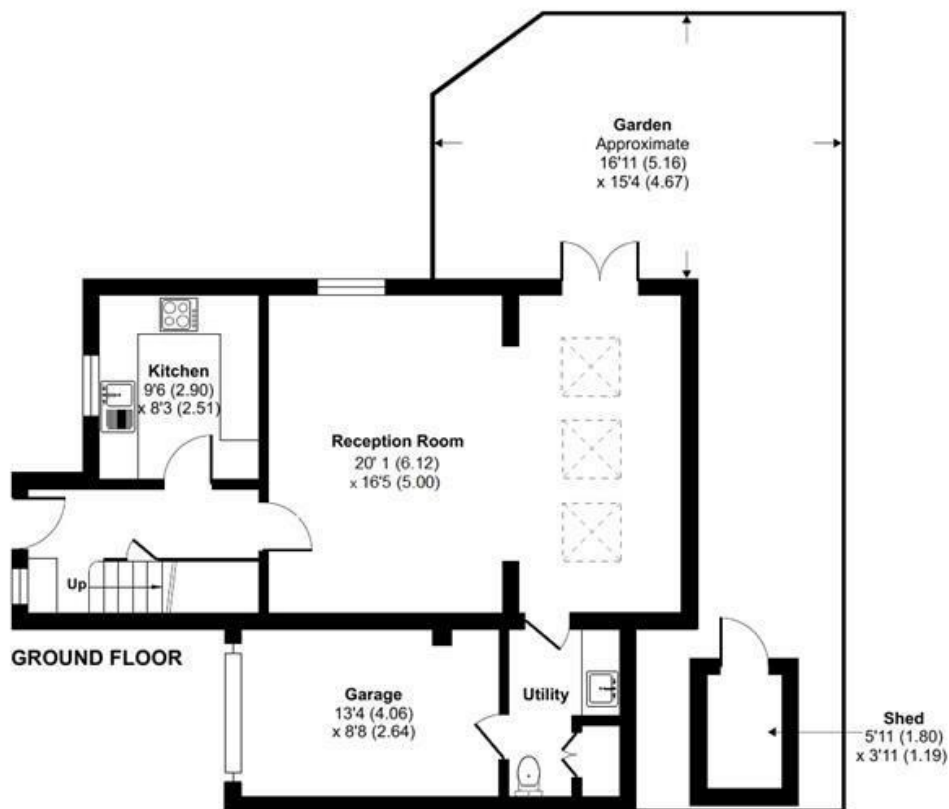 Garden
Approximate
16'11 (5.16)
x 15'4 (4.67)
Kitchen
9'6 (2.90)
x 8'3 (2.51)
Reception Room
20' 1 (6.12)
x 16'5 (5.00)
Up
GROUND FLOOR
Garage
13'4 (4.06)
x 8'8 (2.64)
Utility
Shed
5'11 (1.80)
x 3'11 (1.19)